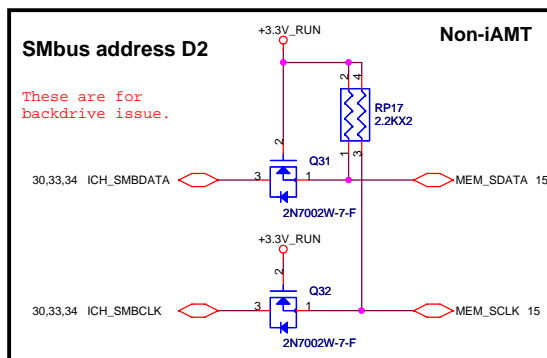 +3.3V_RUN
Non-iAMT
SMbus address D2
These are for
backdrive issue.
2 4
RP17
2.2KX2
1 3
2
Q31
30,33,34 ICH_SMBDATA 3 1 MEM_SDATA 15
2N7002W-7-F
+3.3V_RUN
2
Q32
30,33,34 ICH_SMBCLK 3 1 MEM_SCLK 15
2N7002W-7-F